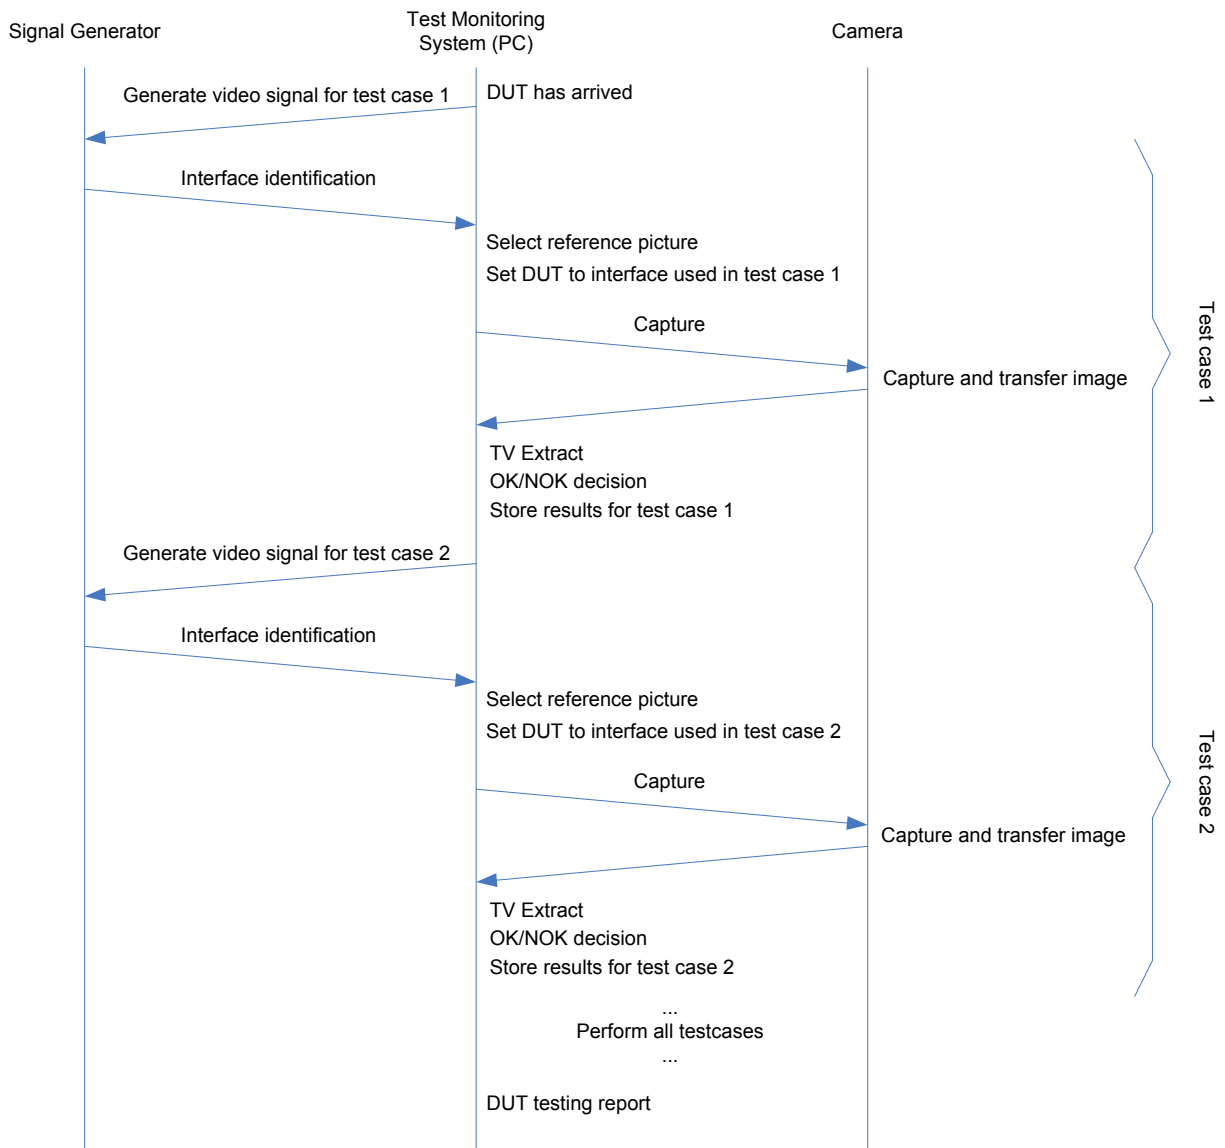 Signal Generator
Test Monitoring
System (PC)
Camera
Generate video signal for test case 1
DUT has arrived
Interface identification
Select reference picture
Set DUT to interface used in test case 1
Capture
Capture and transfer image
Test case 1
TV Extract
OK/NOK decision
Store results for test case 1
Generate video signal for test case 2
Interface identification
Select reference picture
Set DUT to interface used in test case 2
Capture
Capture and transfer image
Test case 2
TV Extract
OK/NOK decision
Store results for test case 2
...
Perform all testcases
...
DUT testing report